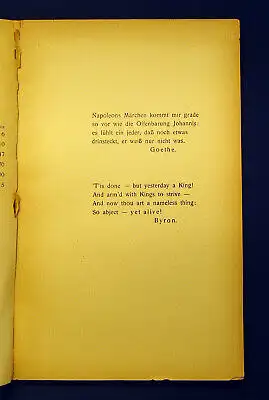 Napoleons Märchen kommt mir grade
so vor wie die Offenbarung Johannis:
es fühlt ein jeder, daß noch etwas
drinsteckt, er weiß nur nicht was.
Goethe.
'Tis done — but yesterday a King!
And arm'd with Kings to strive —
And now thou art a nameless thing:
So abject — yet alive!
Byron.